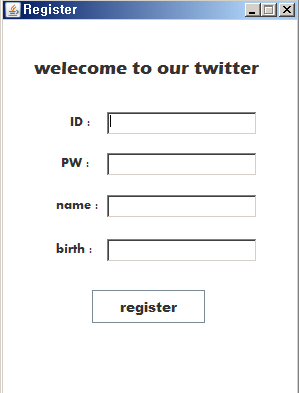 Register
welecome to our twitter
ID :
PW :
name :
birth :
register